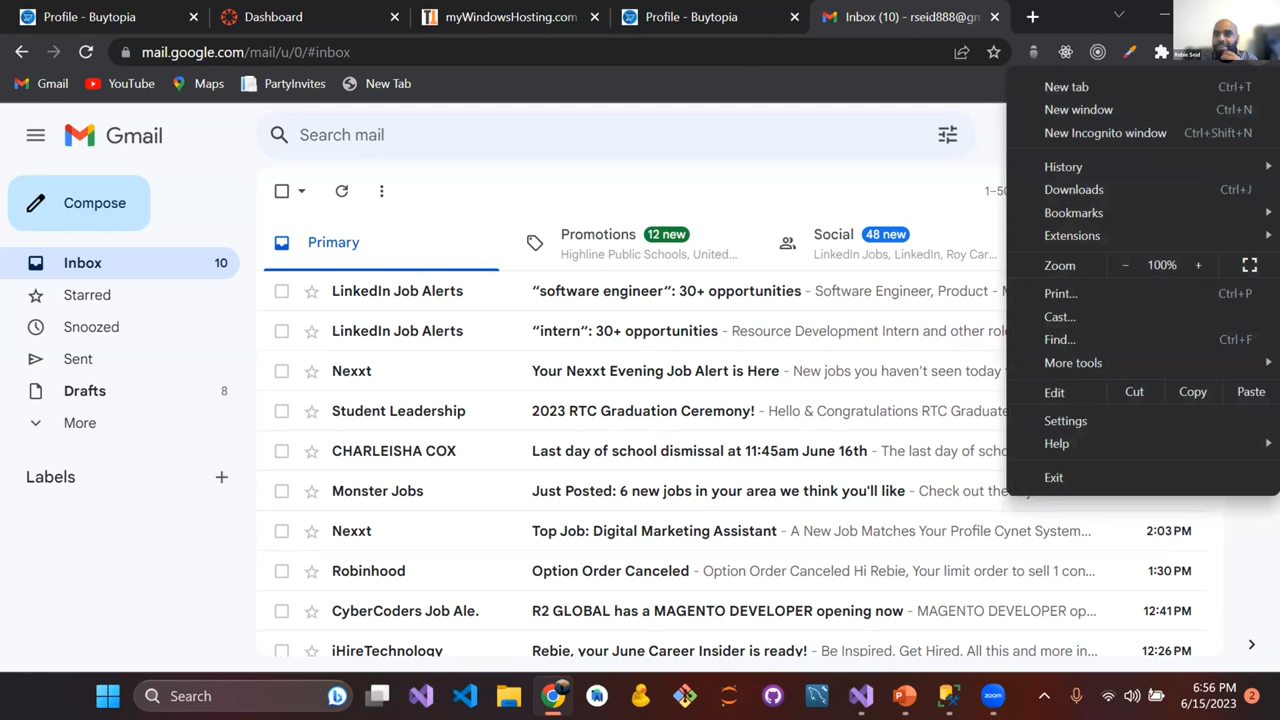 Profile - Buytopia
Dashboard
myWindowsHosting.com
Profile - Buytopia
Inbox (10) - rseid888@gm
mail.google.com/mail/u/0/#inbox
Rebie Seid
Gmail
YouTube
Maps
PartyInvites
New Tab
Gmail
Search mail
Compose
Inbox 10
Starred
Snoozed
Sent
Drafts 8
More
Labels
1–50
Primary
Promotions 12 new
Highline Public Schools, United...
Social 48 new
LinkedIn Jobs, LinkedIn, Roy Car...
LinkedIn Job Alerts “software engineer“: 30+ opportunities - Software Engineer, Product -
LinkedIn Job Alerts “intern“: 30+ opportunities - Resource Development Intern and other role
Nexxt Your Nexxt Evening Job Alert is Here - New jobs you haven't seen today
Student Leadership 2023 RTC Graduation Ceremony! - Hello & Congratulations RTC Graduate
CHARLEISHA COX Last day of school dismissal at 11:45am June 16th - The last day of scho
Monster Jobs Just Posted: 6 new jobs in your area we think you'll like - Check out the
Nexxt Top Job: Digital Marketing Assistant - A New Job Matches Your Profile Cynet System... 2:03 PM
Robinhood Option Order Canceled - Option Order Canceled Hi Rebie, Your limit order to sell 1 con... 1:30 PM
CyberCoders Job Ale. R2 GLOBAL has a MAGENTO DEVELOPER opening now - MAGENTO DEVELOPER op... 12:41 PM
iHireTechnology Rebie, your June Career Insider is ready! - Be Inspired. Get Hired. All this and more in... 12:26 PM
New tab Ctrl+T
New window Ctrl+N
New Incognito window Ctrl+Shift+N
History
Downloads Ctrl+J
Bookmarks
Extensions
Zoom − 100% +
Print... Ctrl+P
Cast...
Find... Ctrl+F
More tools
Edit Cut Copy Paste
Settings
Help
Exit
Search
6:56 PM
6/15/2023
2